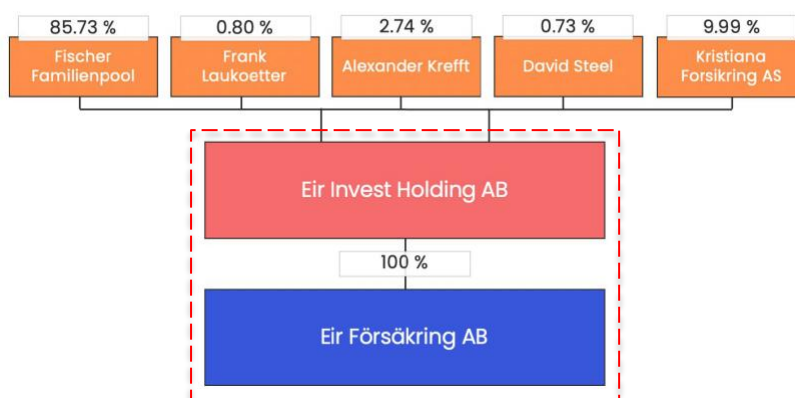 85.73 %
0.80 %
2.74 %
0.73 %
9.99 %
Fischer
Familienpool
Frank
Laukoetter
Alexander Krefft
David Steel
Kristiana
Forsikring AS
Eir Invest Holding AB
100 %
Eir Försäkring AB